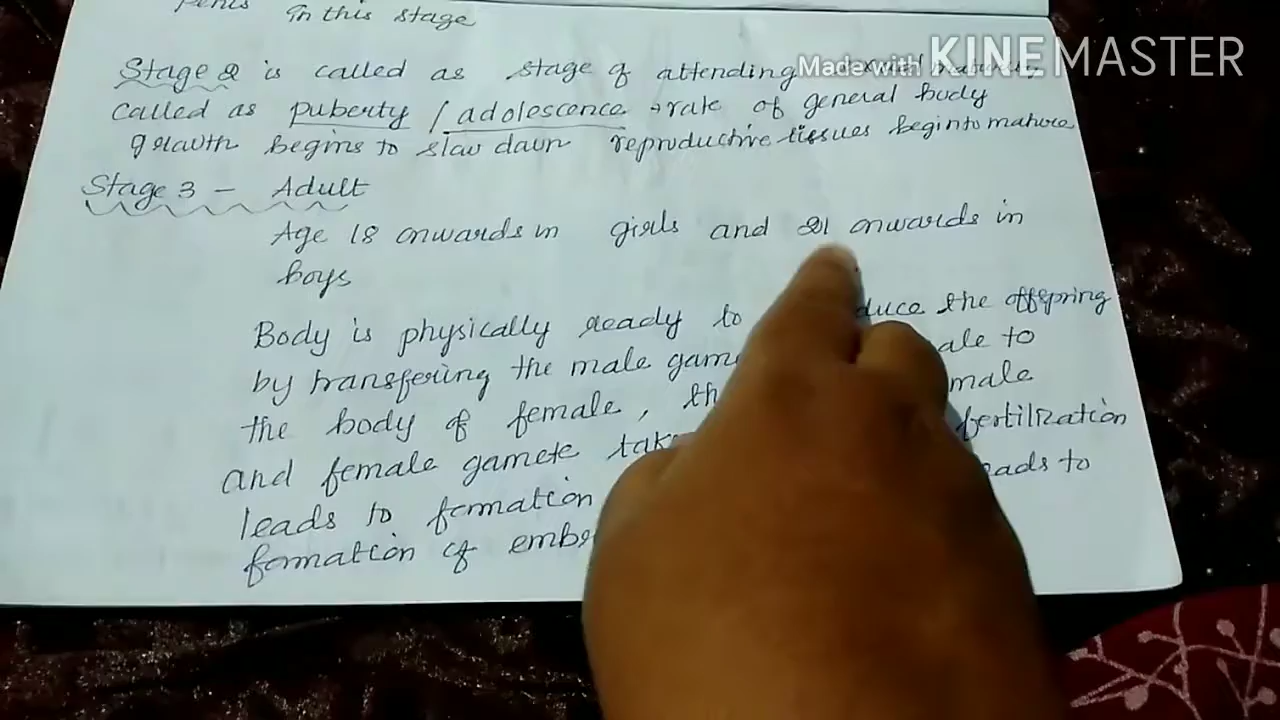 in this stage
Made with KINEMASTER
Stage 2 is called as stage of attending
called as puberty / adolescence → rate of general body
growth begins to slow down reproductive tissues begin to mature
Stage 3 - Adult
Age 18 onwards in girls and 21 onwards in
boys
Body is physically ready to duce the offspring
by transfering the male gam ale to
the body of female, th male
and female gamete tak fertilization
leads to formation eads to
formation of emb